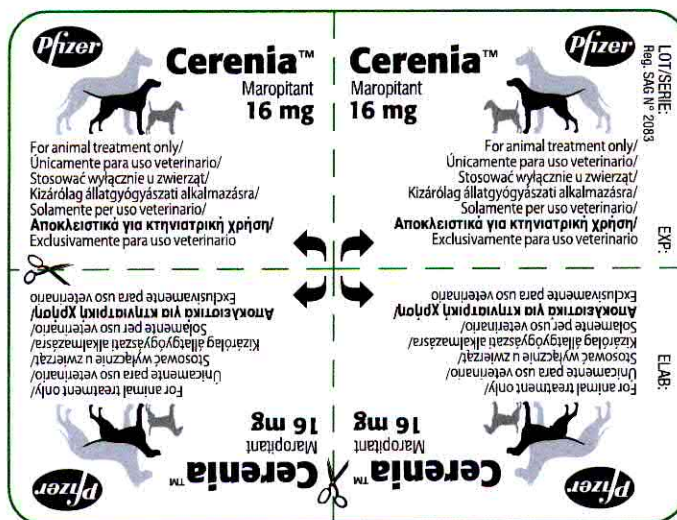 Pfizer
Cerenia™
Maropitant
16 mg
For animal treatment only/
Únicamente para uso veterinario/
Stosować wyłącznie u zwierząt/
Kizárólag állatgyógyászati alkalmazásra/
Solamente per uso veterinario/
Αποκλειστικά για κτηνιατρική χρήση/
Exclusivamente para uso veterinario
Pfizer
Cerenia™
Maropitant
16 mg
For animal treatment only/
Únicamente para uso veterinario/
Stosować wyłącznie u zwierząt/
Kizárólag állatgyógyászati alkalmazásra/
Solamente per uso veterinario/
Αποκλειστικά για κτηνιατρική χρήση/
Exclusivamente para uso veterinario
LOT/SERIE:
Reg. SAG N° 2083
EXP:
ELAB:
Pfizer
Cerenia™
Maropitant
16 mg
For animal treatment only/
Únicamente para uso veterinario/
Stosować wyłącznie u zwierząt/
Kizárólag állatgyógyászati alkalmazásra/
Solamente per uso veterinario/
Αποκλειστικά για κτηνιατρική χρήση/
Exclusivamente para uso veterinario
Pfizer
Cerenia™
Maropitant
16 mg
For animal treatment only/
Únicamente para uso veterinario/
Stosować wyłącznie u zwierząt/
Kizárólag állatgyógyászati alkalmazásra/
Solamente per uso veterinario/
Αποκλειστικά για κτηνιατρική χρήση/
Exclusivamente para uso veterinario